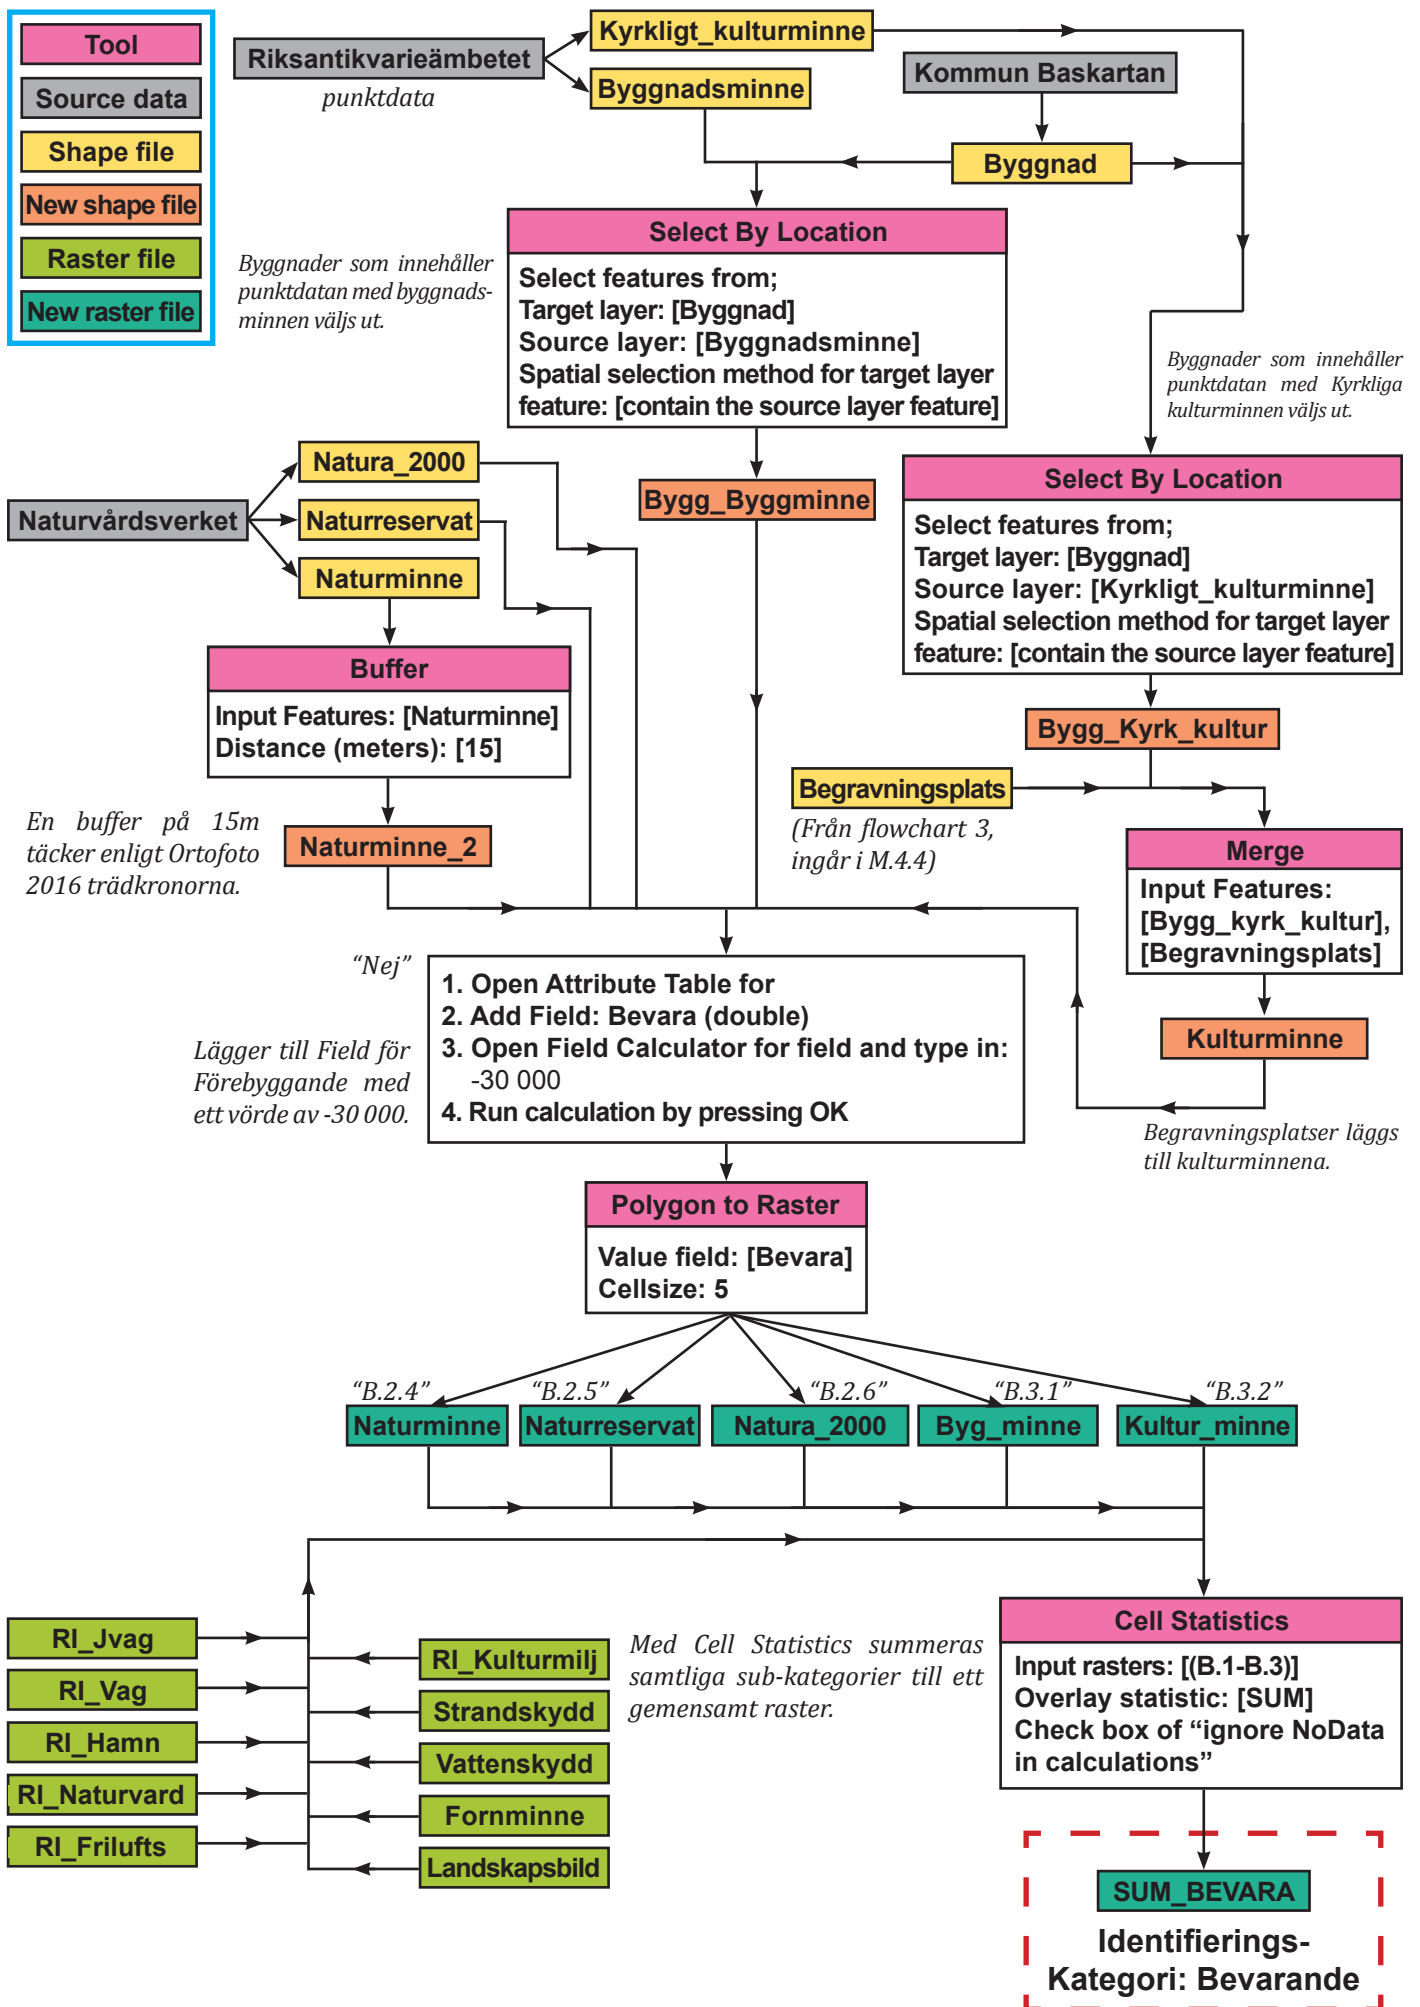 Tool
Source data
Shape file
New shape file
Raster file
New raster file
Riksantikvarieämbetet
punktdata
Kyrkligt_kulturminne
Byggnadsminne
Kommun Baskartan
Byggnad
Select By Location
Select features from;
Target layer: [Byggnad]
Source layer: [Byggnadsminne]
Spatial selection method for target layer
feature: [contain the source layer feature]
Byggnader som innehåller
punktdatan med byggnads-
minnen väljs ut.
Byggnader som innehåller
punktdatan med Kyrkliga
kulturminnen väljs ut.
Natura_2000
Naturvårdsverket
Naturreservat
Naturminne
Bygg_Byggminne
Select By Location
Select features from;
Target layer: [Byggnad]
Source layer: [Kyrkligt_kulturminne]
Spatial selection method for target layer
feature: [contain the source layer feature]
Buffer
Input Features: [Naturminne]
Distance (meters): [15]
Bygg_Kyrk_kultur
Begravningsplats
(Från flowchart 3,
ingår i M.4.4)
En buffer på 15m
täcker enligt Ortofoto
2016 trädkronorna.
Naturminne_2
Merge
Input Features:
[Bygg_kyrk_kultur],
[Begravningsplats]
Kulturminne
Begravningsplatser läggs
till kulturminnena.
“Nej”
Lägger till Field för
Förebyggande med
ett vörde av -30 000.
1. Open Attribute Table for
2. Add Field: Bevara (double)
3. Open Field Calculator for field and type in:
-30 000
4. Run calculation by pressing OK
Polygon to Raster
Value field: [Bevara]
Cellsize: 5
“B.2.4”
“B.2.5”
“B.2.6”
“B.3.1”
“B.3.2”
Naturminne
Naturreservat
Natura_2000
Byg_minne
Kultur_minne
RI_Jvag
RI_Vag
RI_Hamn
RI_Naturvard
RI_Frilufts
RI_Kulturmilj
Strandskydd
Vattenskydd
Fornminne
Landskapsbild
Med Cell Statistics summeras
samtliga sub-kategorier till ett
gemensamt raster.
Cell Statistics
Input rasters: [(B.1-B.3)]
Overlay statistic: [SUM]
Check box of “ignore NoData
in calculations”
SUM_BEVARA
Identifierings-
Kategori: Bevarande